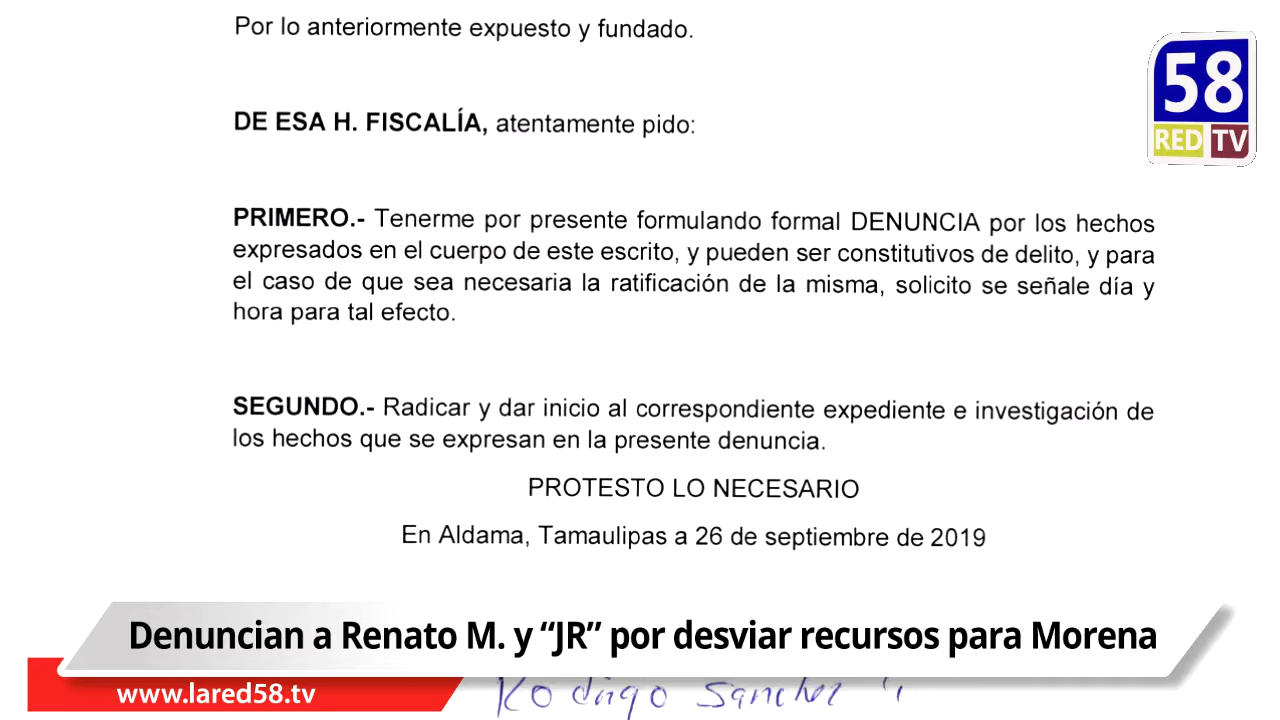 Por lo anteriormente expuesto y fundado.
58
RED TV
DE ESA H. FISCALÍA, atentamente pido:
PRIMERO.- Tenerme por presente formulando formal DENUNCIA por los hechos
expresados en el cuerpo de este escrito, y pueden ser constitutivos de delito, y para
el caso de que sea necesaria la ratificación de la misma, solicito se señale día y
hora para tal efecto.
SEGUNDO.- Radicar y dar inicio al correspondiente expediente e investigación de
los hechos que se expresan en la presente denuncia.
PROTESTO LO NECESARIO
En Aldama, Tamaulipas a 26 de septiembre de 2019
Denuncian a Renato M. y “JR” por desviar recursos para Morena
www.lared58.tv
Rodrigo Sanchez